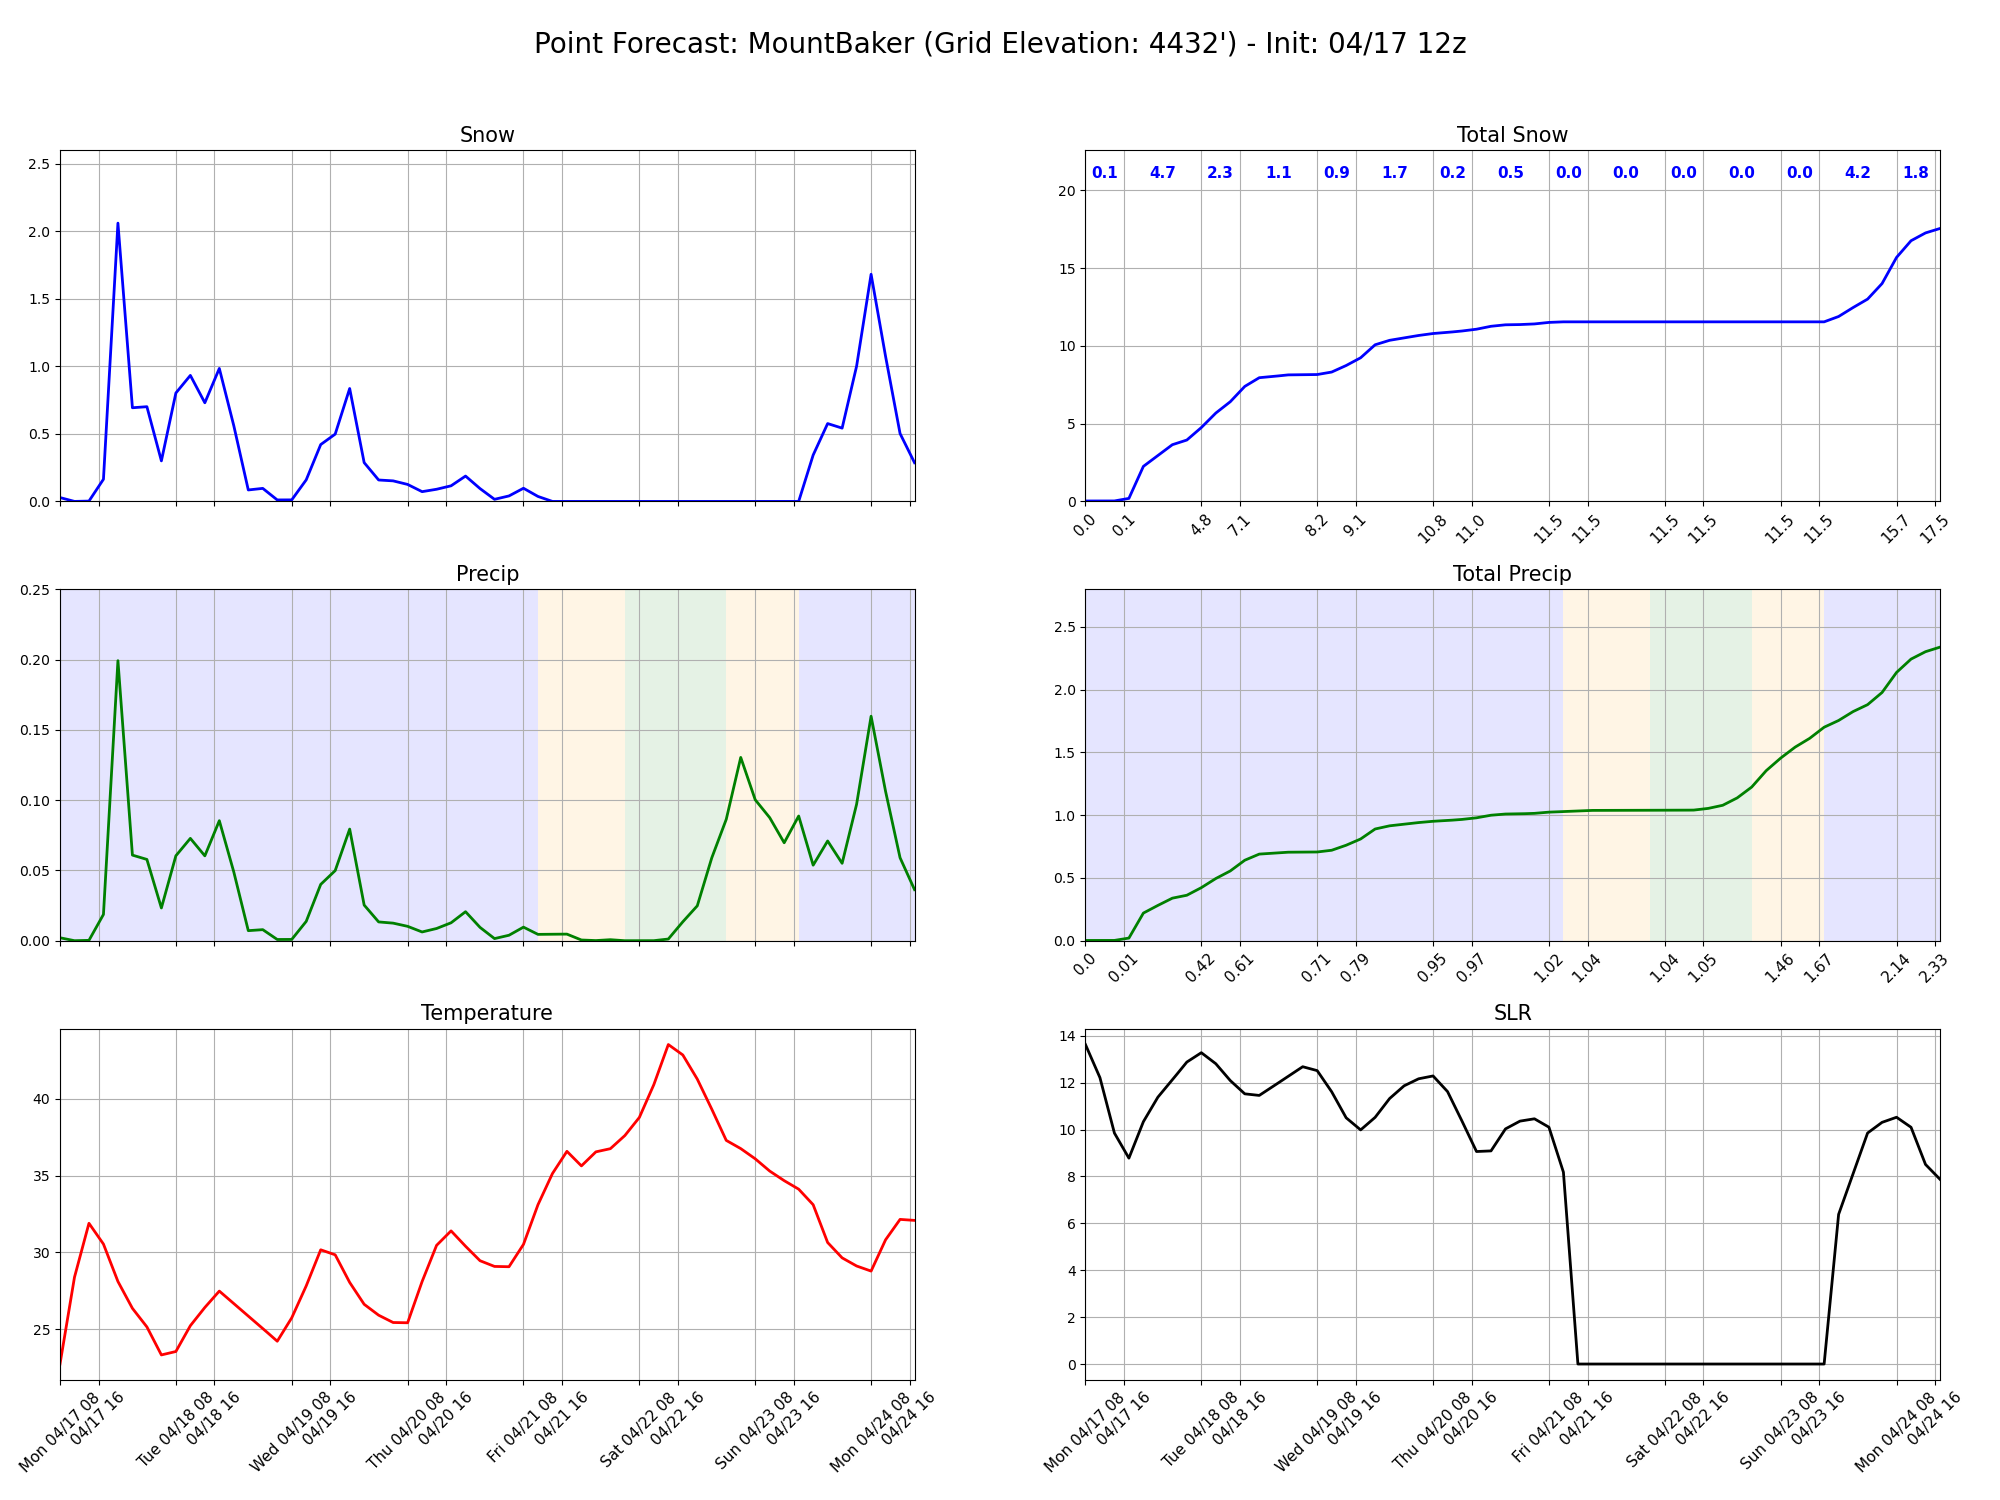 Point Forecast: MountBaker (Grid Elevation: 4432') - Init: 04/17 12z
Snow
2.5
2.0
1.5
1.0
0.5
0.0
Total Snow
0.1 4.7 2.3 1.1 0.9 1.7 0.2 0.5 0.0 0.0 0.0 0.0 0.0 4.2 1.8
20
15
10
5
0
0.0 0.1 4.8 7.1 8.2 9.1 10.8 11.0 11.5 11.5 11.5 11.5 11.5 11.5 15.7 17.5
Precip
0.25
0.20
0.15
0.10
0.05
0.00
Total Precip
2.5
2.0
1.5
1.0
0.5
0.0
0.0 0.01 0.42 0.61 0.71 0.79 0.95 0.97 1.02 1.04 1.04 1.05 1.46 1.67 2.14 2.33
Temperature
40
35
30
25
Mon 04/17 08
04/17 16
Tue 04/18 08
04/18 16
Wed 04/19 08
04/19 16
Thu 04/20 08
04/20 16
Fri 04/21 08
04/21 16
Sat 04/22 08
04/22 16
Sun 04/23 08
04/23 16
Mon 04/24 08
04/24 16
SLR
14
12
10
8
6
4
2
0
Mon 04/17 08
04/17 16
Tue 04/18 08
04/18 16
Wed 04/19 08
04/19 16
Thu 04/20 08
04/20 16
Fri 04/21 08
04/21 16
Sat 04/22 08
04/22 16
Sun 04/23 08
04/23 16
Mon 04/24 08
04/24 16